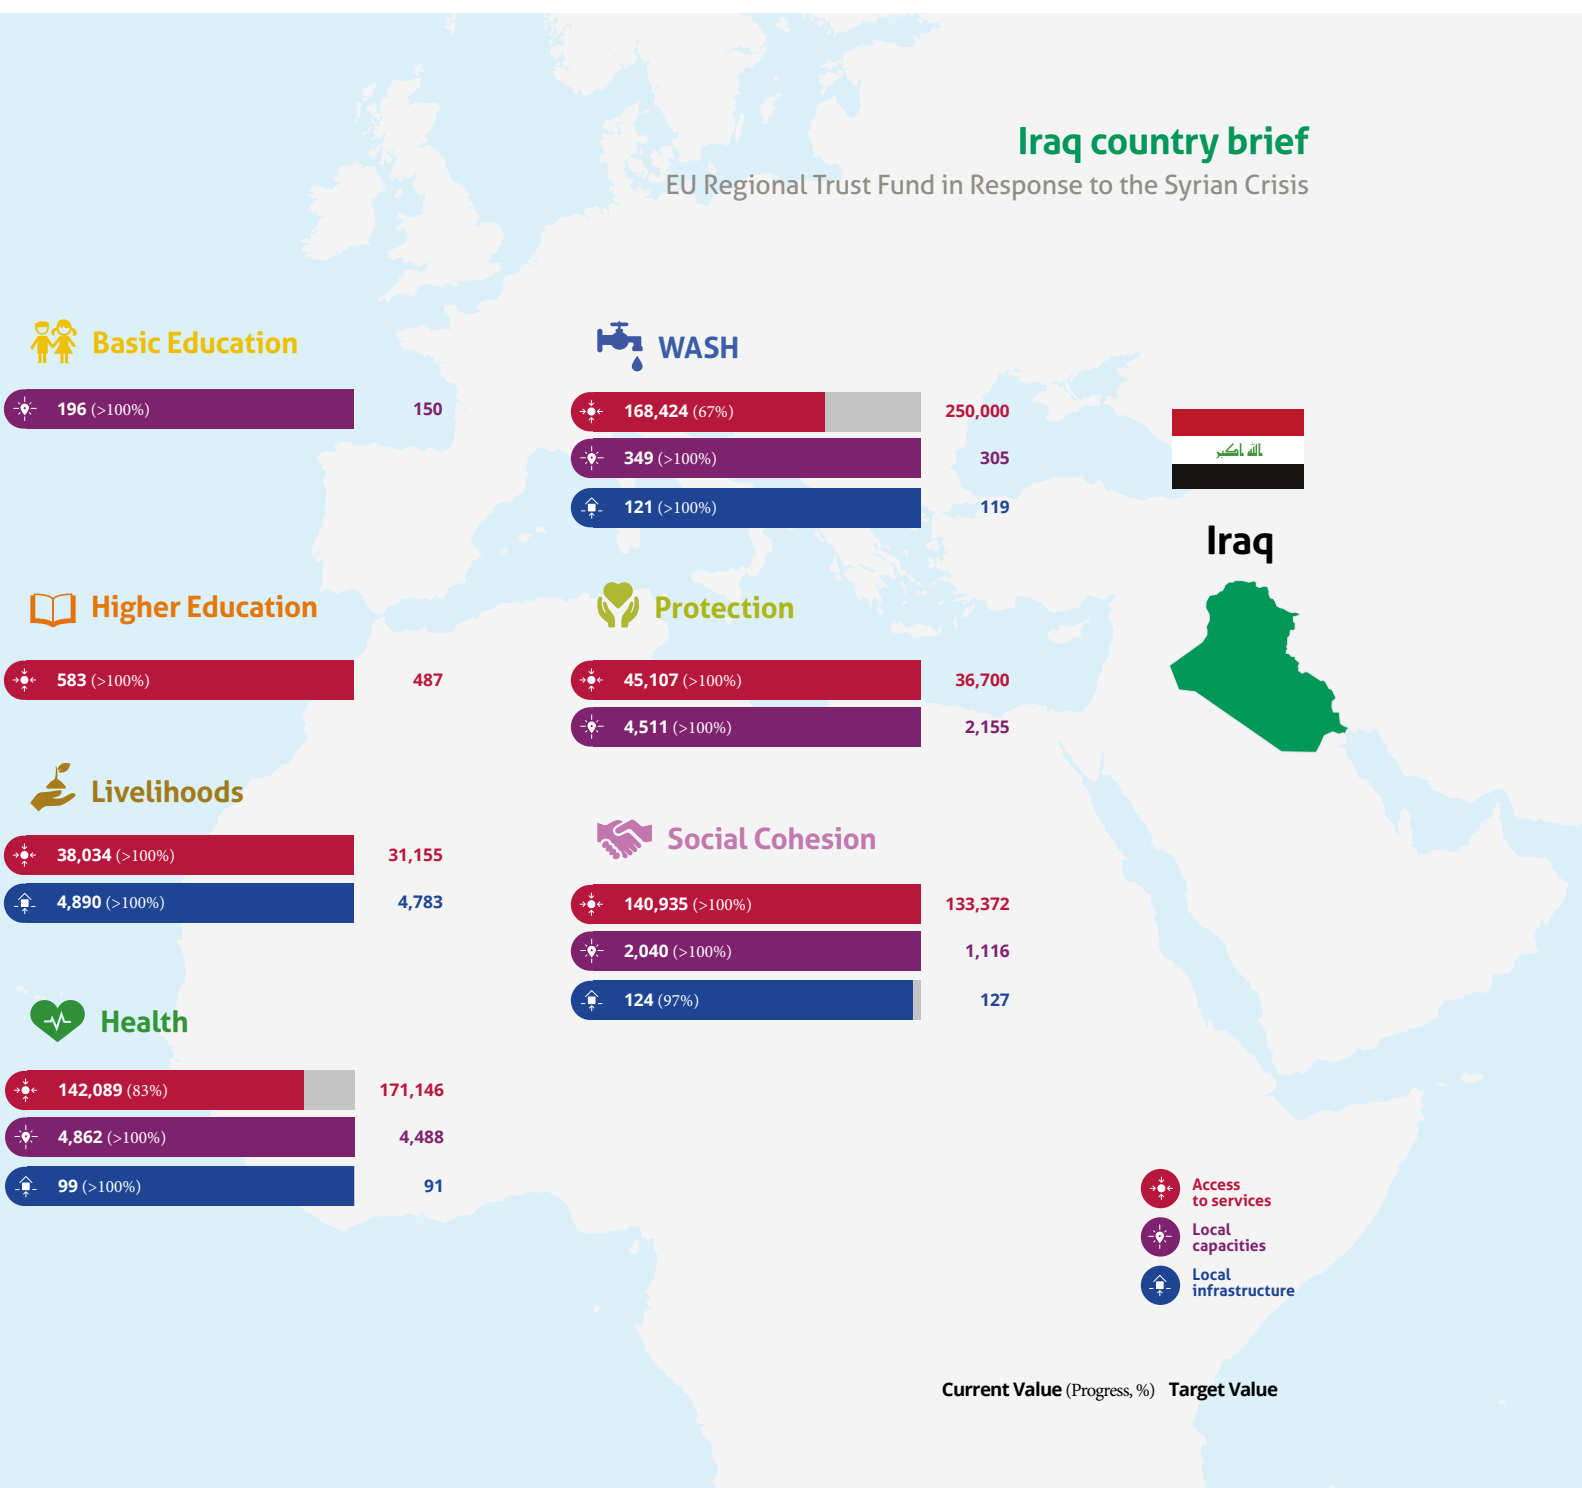 Iraq country brief
EU Regional Trust Fund in Response to the Syrian Crisis
Basic Education
196 (>100%) 150
Higher Education
583 (>100%) 487
Livelihoods
38,034 (>100%) 31,155
4,890 (>100%) 4,783
Health
142,089 (83%) 171,146
4,862 (>100%) 4,488
99 (>100%) 91
WASH
168,424 (67%) 250,000
349 (>100%) 305
121 (>100%) 119
Protection
45,107 (>100%) 36,700
4,511 (>100%) 2,155
Social Cohesion
140,935 (>100%) 133,372
2,040 (>100%) 1,116
124 (97%) 127
الله اكبر
Iraq
Access
to services
Local
capacities
Local
infrastructure
Current Value (Progress, %) Target Value